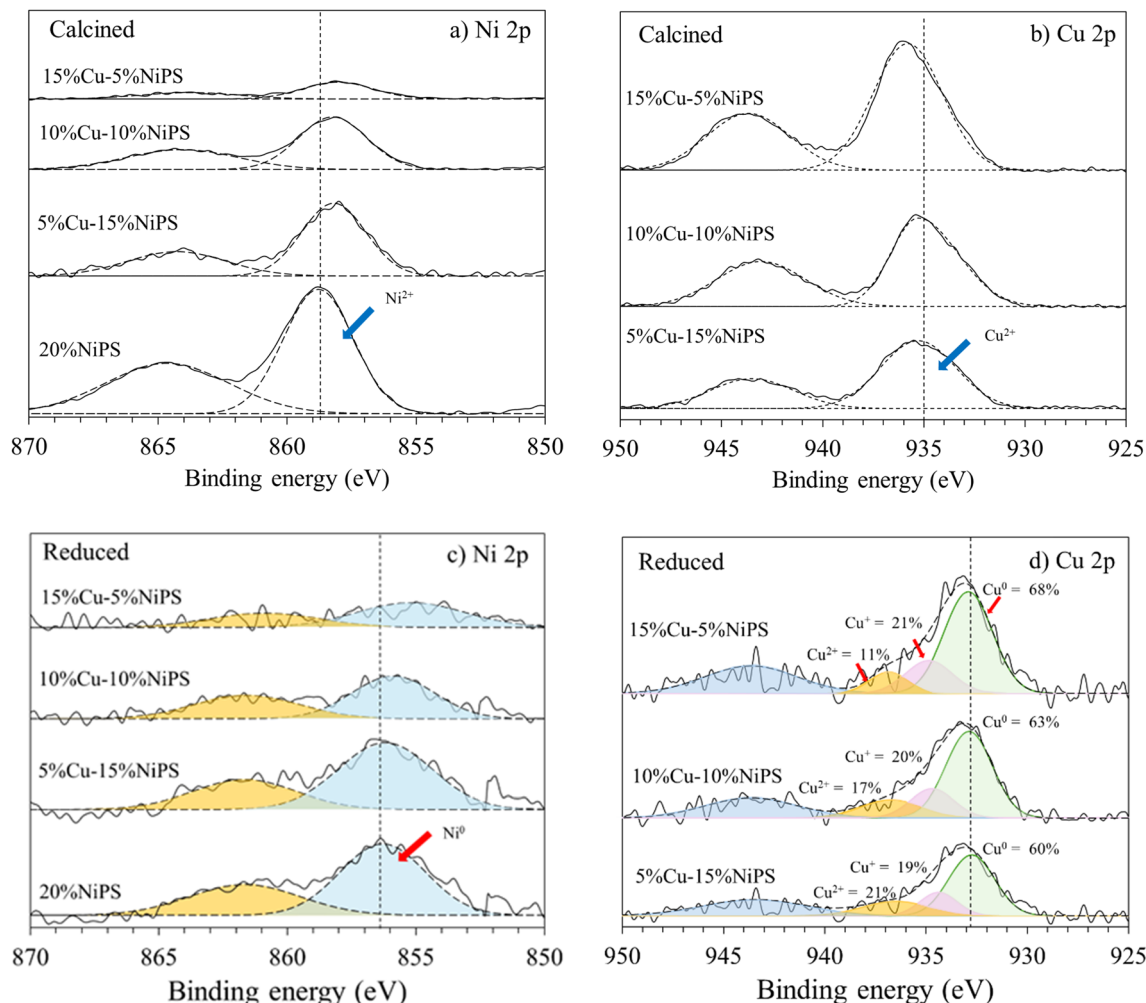 Calcined
a) Ni 2p
15%Cu-5%NiPS
10%Cu-10%NiPS
5%Cu-15%NiPS
Ni²⁺
20%NiPS
870 865 860 855 850
Binding energy (eV)
Calcined
b) Cu 2p
15%Cu-5%NiPS
10%Cu-10%NiPS
5%Cu-15%NiPS
Cu²⁺
950 945 940 935 930 925
Binding energy (eV)
Reduced
c) Ni 2p
15%Cu-5%NiPS
10%Cu-10%NiPS
5%Cu-15%NiPS
Ni⁰
20%NiPS
870 865 860 855 850
Binding energy (eV)
Reduced
d) Cu 2p
Cu⁰ = 68%
Cu⁺ = 21%
15%Cu-5%NiPS
Cu²⁺ = 11%
Cu⁰ = 63%
Cu⁺ = 20%
10%Cu-10%NiPS
Cu²⁺ = 17%
Cu⁰ = 60%
Cu⁺ = 19%
5%Cu-15%NiPS
Cu²⁺ = 21%
950 945 940 935 930 925
Binding energy (eV)